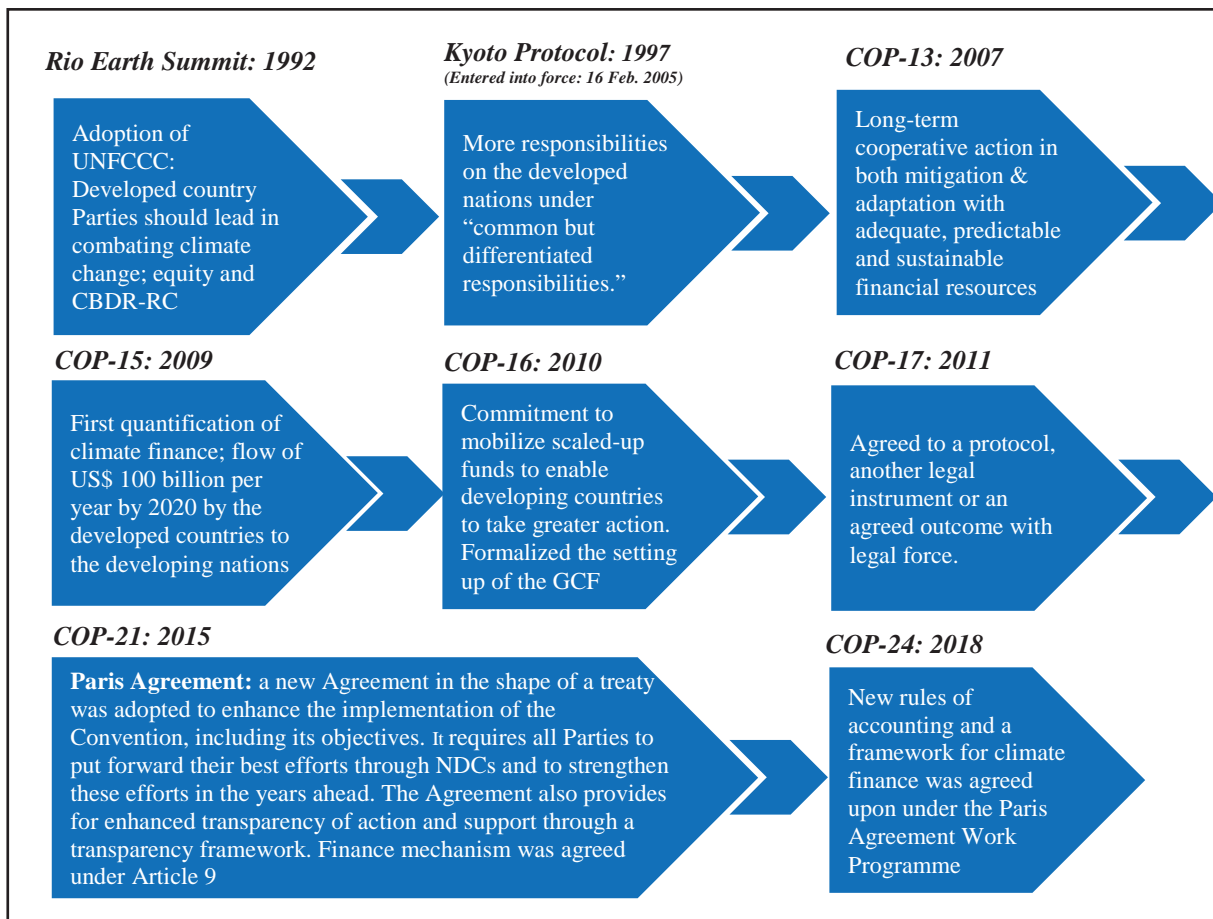 Rio Earth Summit: 1992
Adoption of
UNFCCC:
Developed country
Parties should lead in
combating climate
change; equity and
CBDR-RC
Kyoto Protocol: 1997
(Entered into force: 16 Feb. 2005)
More responsibilities
on the developed
nations under
“common but
differentiated
responsibilities.”
COP-13: 2007
Long-term
cooperative action in
both mitigation &
adaptation with
adequate, predictable
and sustainable
financial resources
COP-15: 2009
First quantification of
climate finance; flow of
US$ 100 billion per
year by 2020 by the
developed countries to
the developing nations
COP-16: 2010
Commitment to
mobilize scaled-up
funds to enable
developing countries
to take greater action.
Formalized the setting
up of the GCF
COP-17: 2011
Agreed to a protocol,
another legal
instrument or an
agreed outcome with
legal force.
COP-21: 2015
Paris Agreement: a new Agreement in the shape of a treaty
was adopted to enhance the implementation of the
Convention, including its objectives. It requires all Parties to
put forward their best efforts through NDCs and to strengthen
these efforts in the years ahead. The Agreement also provides
for enhanced transparency of action and support through a
transparency framework. Finance mechanism was agreed
under Article 9
COP-24: 2018
New rules of
accounting and a
framework for climate
finance was agreed
upon under the Paris
Agreement Work
Programme